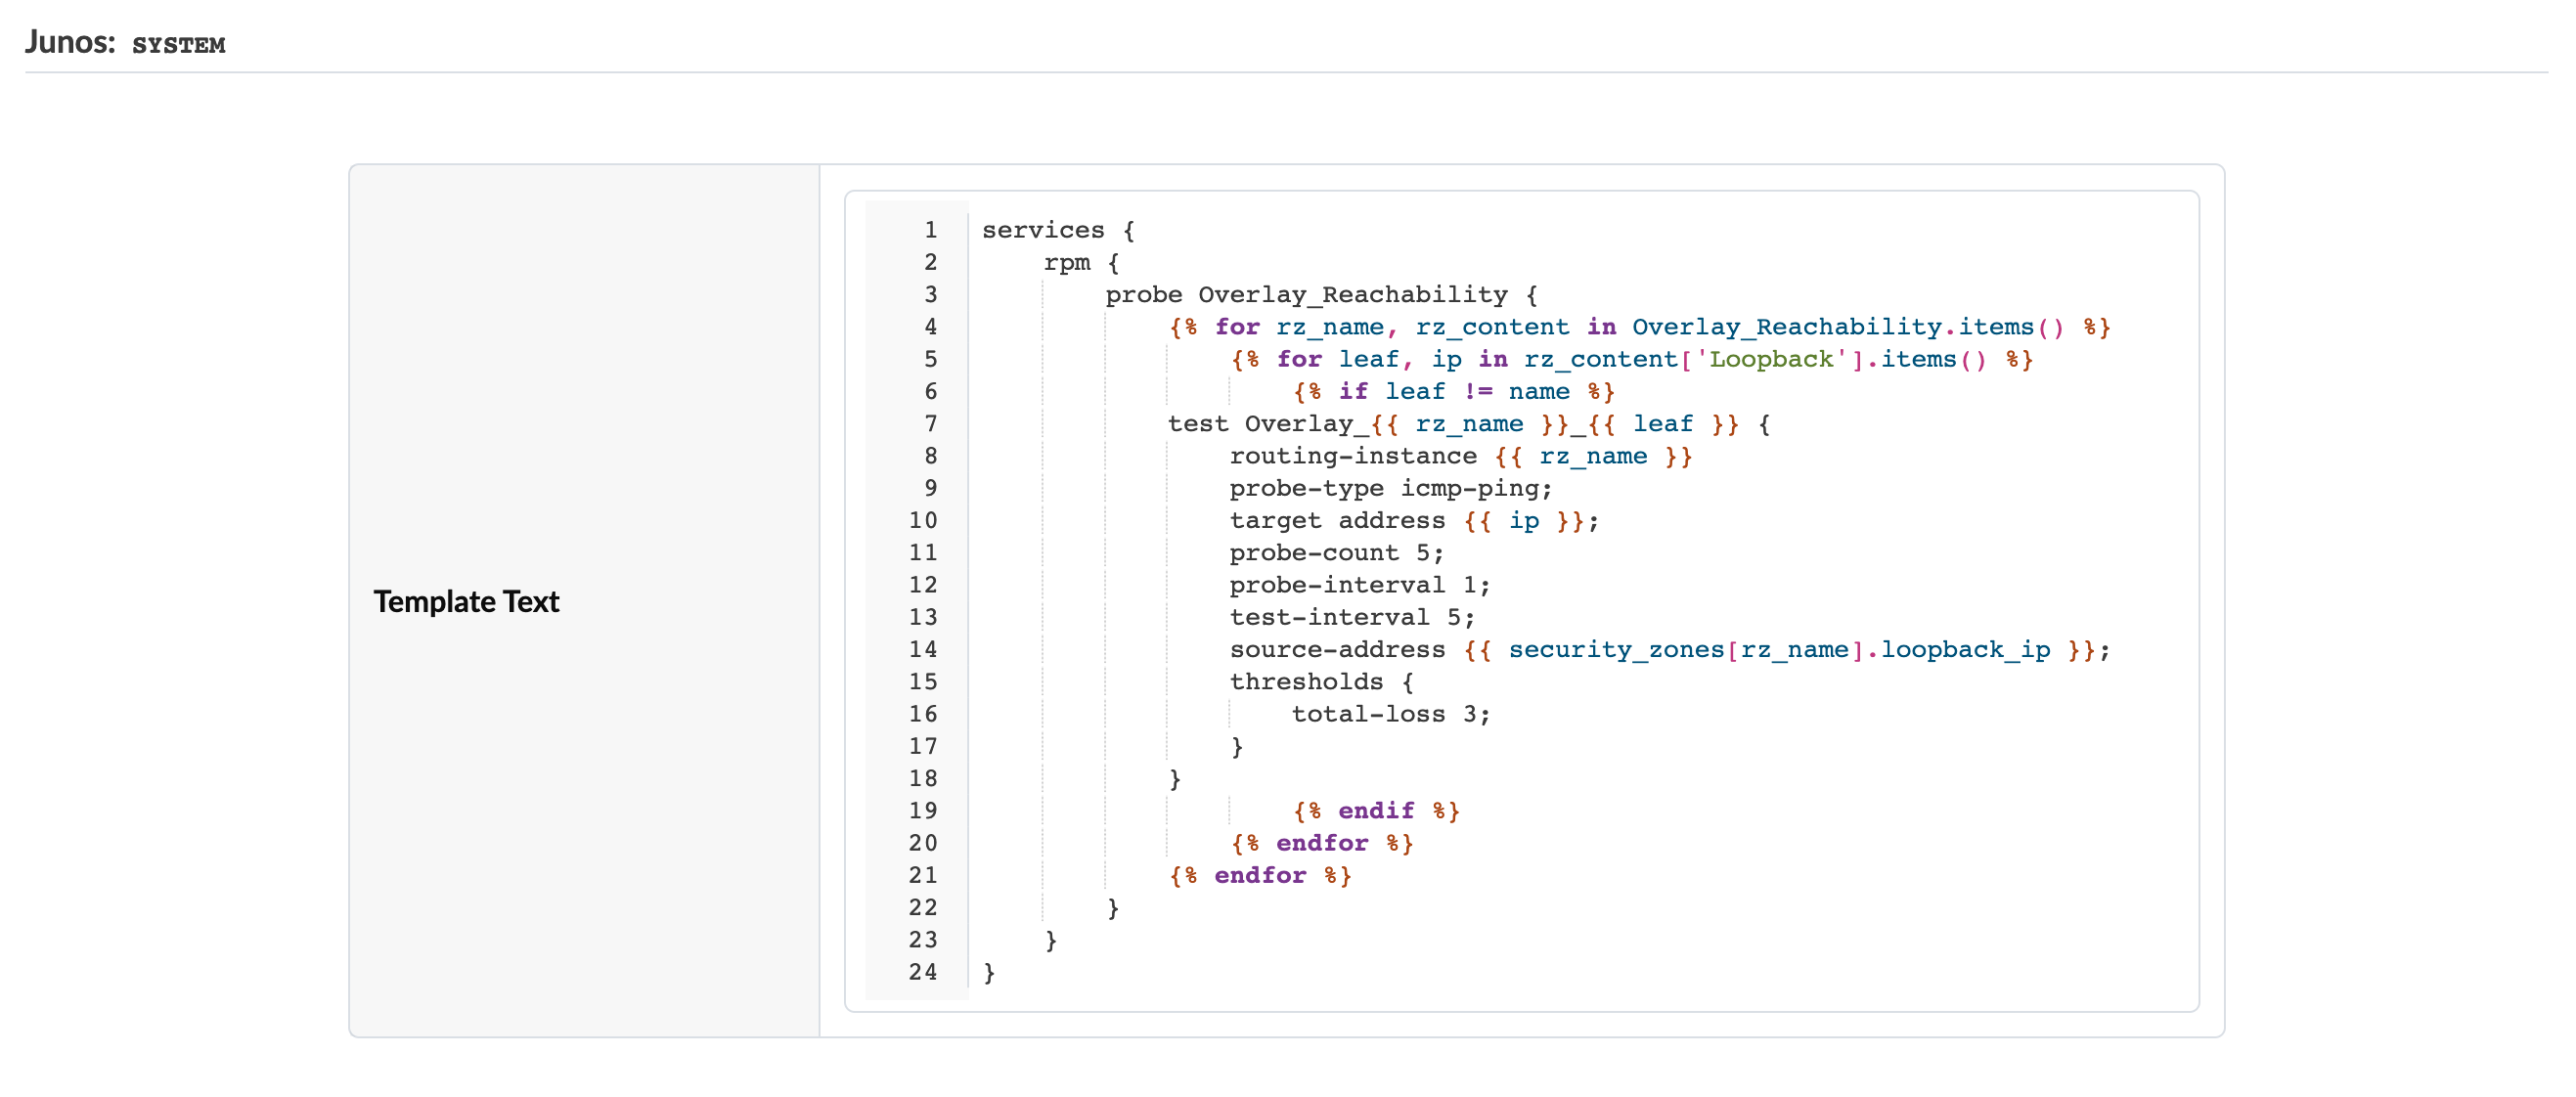 Junos: SYSTEM
Template Text
1 services {
2     rpm {
3         probe Overlay_Reachability {
4             {% for rz_name, rz_content in Overlay_Reachability.items() %}
5                 {% for leaf, ip in rz_content['Loopback'].items() %}
6                     {% if leaf != name %}
7             test Overlay_{{ rz_name }}_{{ leaf }} {
8                 routing-instance {{ rz_name }}
9                 probe-type icmp-ping;
10                 target address {{ ip }};
11                 probe-count 5;
12                 probe-interval 1;
13                 test-interval 5;
14                 source-address {{ security_zones[rz_name].loopback_ip }};
15                 thresholds {
16                     total-loss 3;
17                 }
18             }
19                     {% endif %}
20                 {% endfor %}
21             {% endfor %}
22         }
23     }
24 }